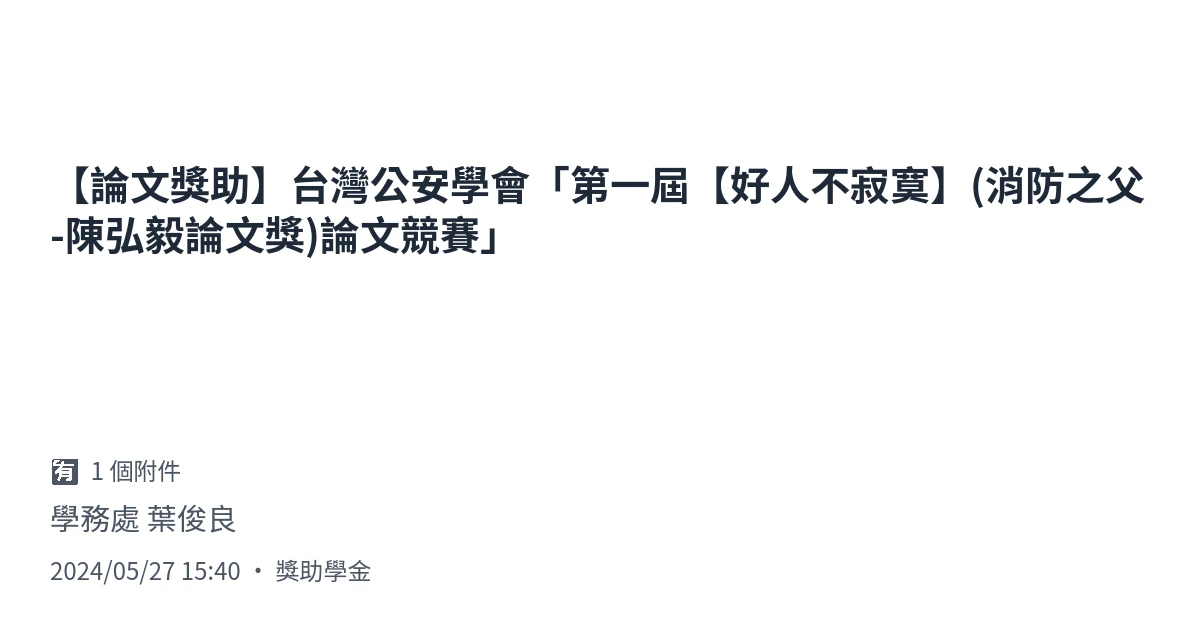 【論文獎助】台灣公安學會「第一屆【好人不寂寞】(消防之父
-陳弘毅論文獎)論文競賽」
有 1 個附件
學務處 葉俊良
2024/05/27 15:40 ・ 獎助學金